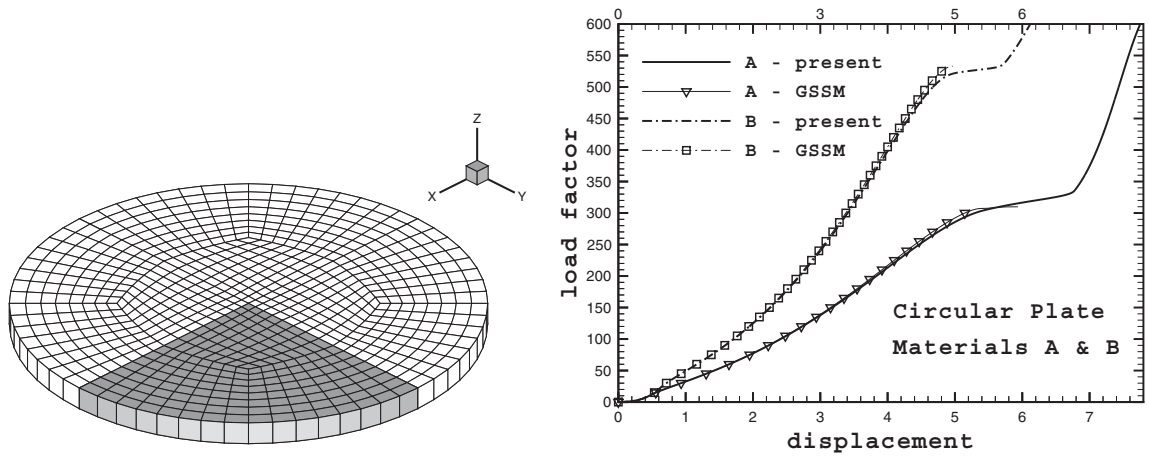 Z
X
Y
0 3 5 6
600
550
500
450
400
350
300
250
200
150
100
50
0
load factor
A - present
A - GSSM
B - present
B - GSSM
Circular Plate
Materials A & B
0 1 2 3 4 5 6 7
displacement